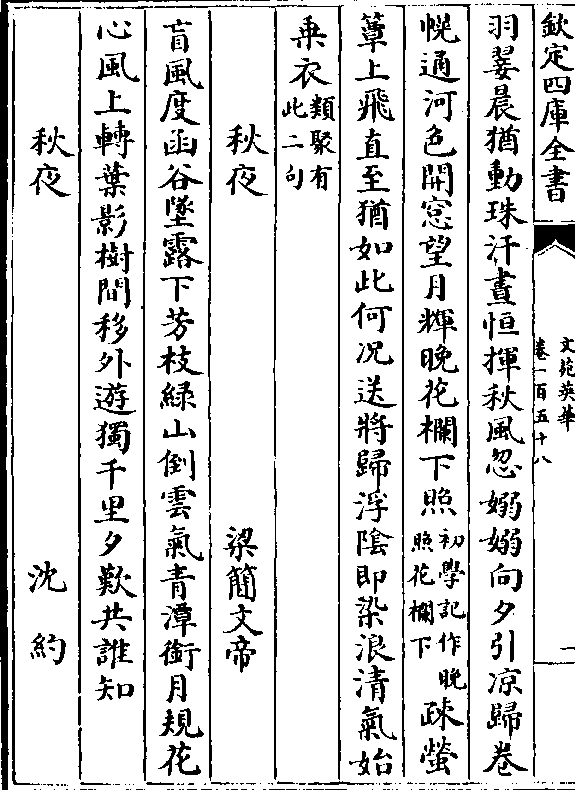 欽定四庫全書
文苑英華
卷一百五十八
一
羽翣晨猶動珠汗晝恒揮秋風忽嫋嫋向夕引凉歸卷
幌通河色開窓望月輝晚花欄下照初學記作晚照花欄下疎螢
簟上飛直至猶如此何况送將歸浮陰即染浪清氣始
乗衣類聚有此二句
秋夜 梁簡文帝
盲風度函谷墜露下芳枝綠山倒雲氣青潭銜月規花
心風上轉葉影樹間移外遊獨千里夕歎共誰知
秋夜 沈約